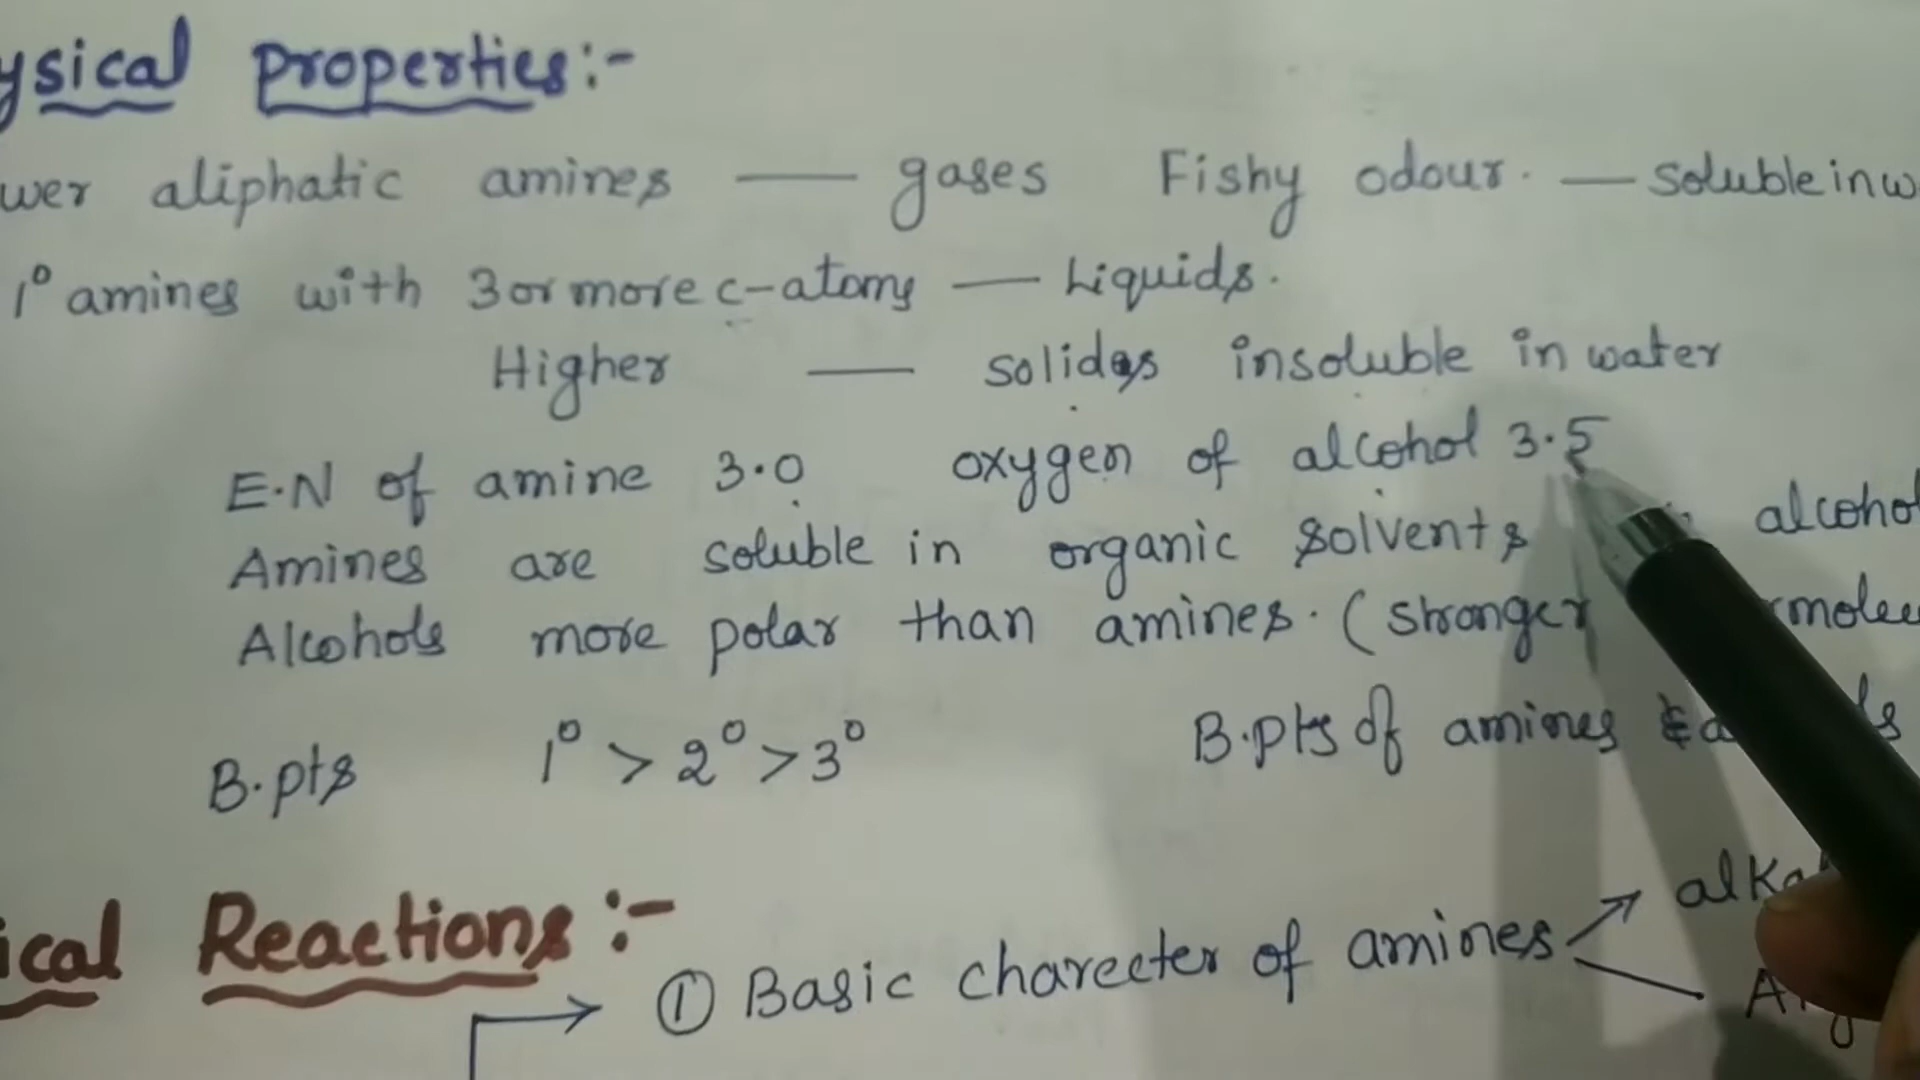 ysical properties:-
wer aliphatic amines — gases Fishy odour. — soluble in w
1° amines with 3 or more c-atoms — Liquids.
Higher — solids insoluble in water
E.N of amine 3.0 oxygen of alcohol 3.5
Amines are soluble in organic solvents alcohol
Alcohols more polar than amines. (stronger molecu
B.pts 1° > 2° > 3° B.pts of amines &
ical Reactions:-
alka
→ ① Basic charecter of amines